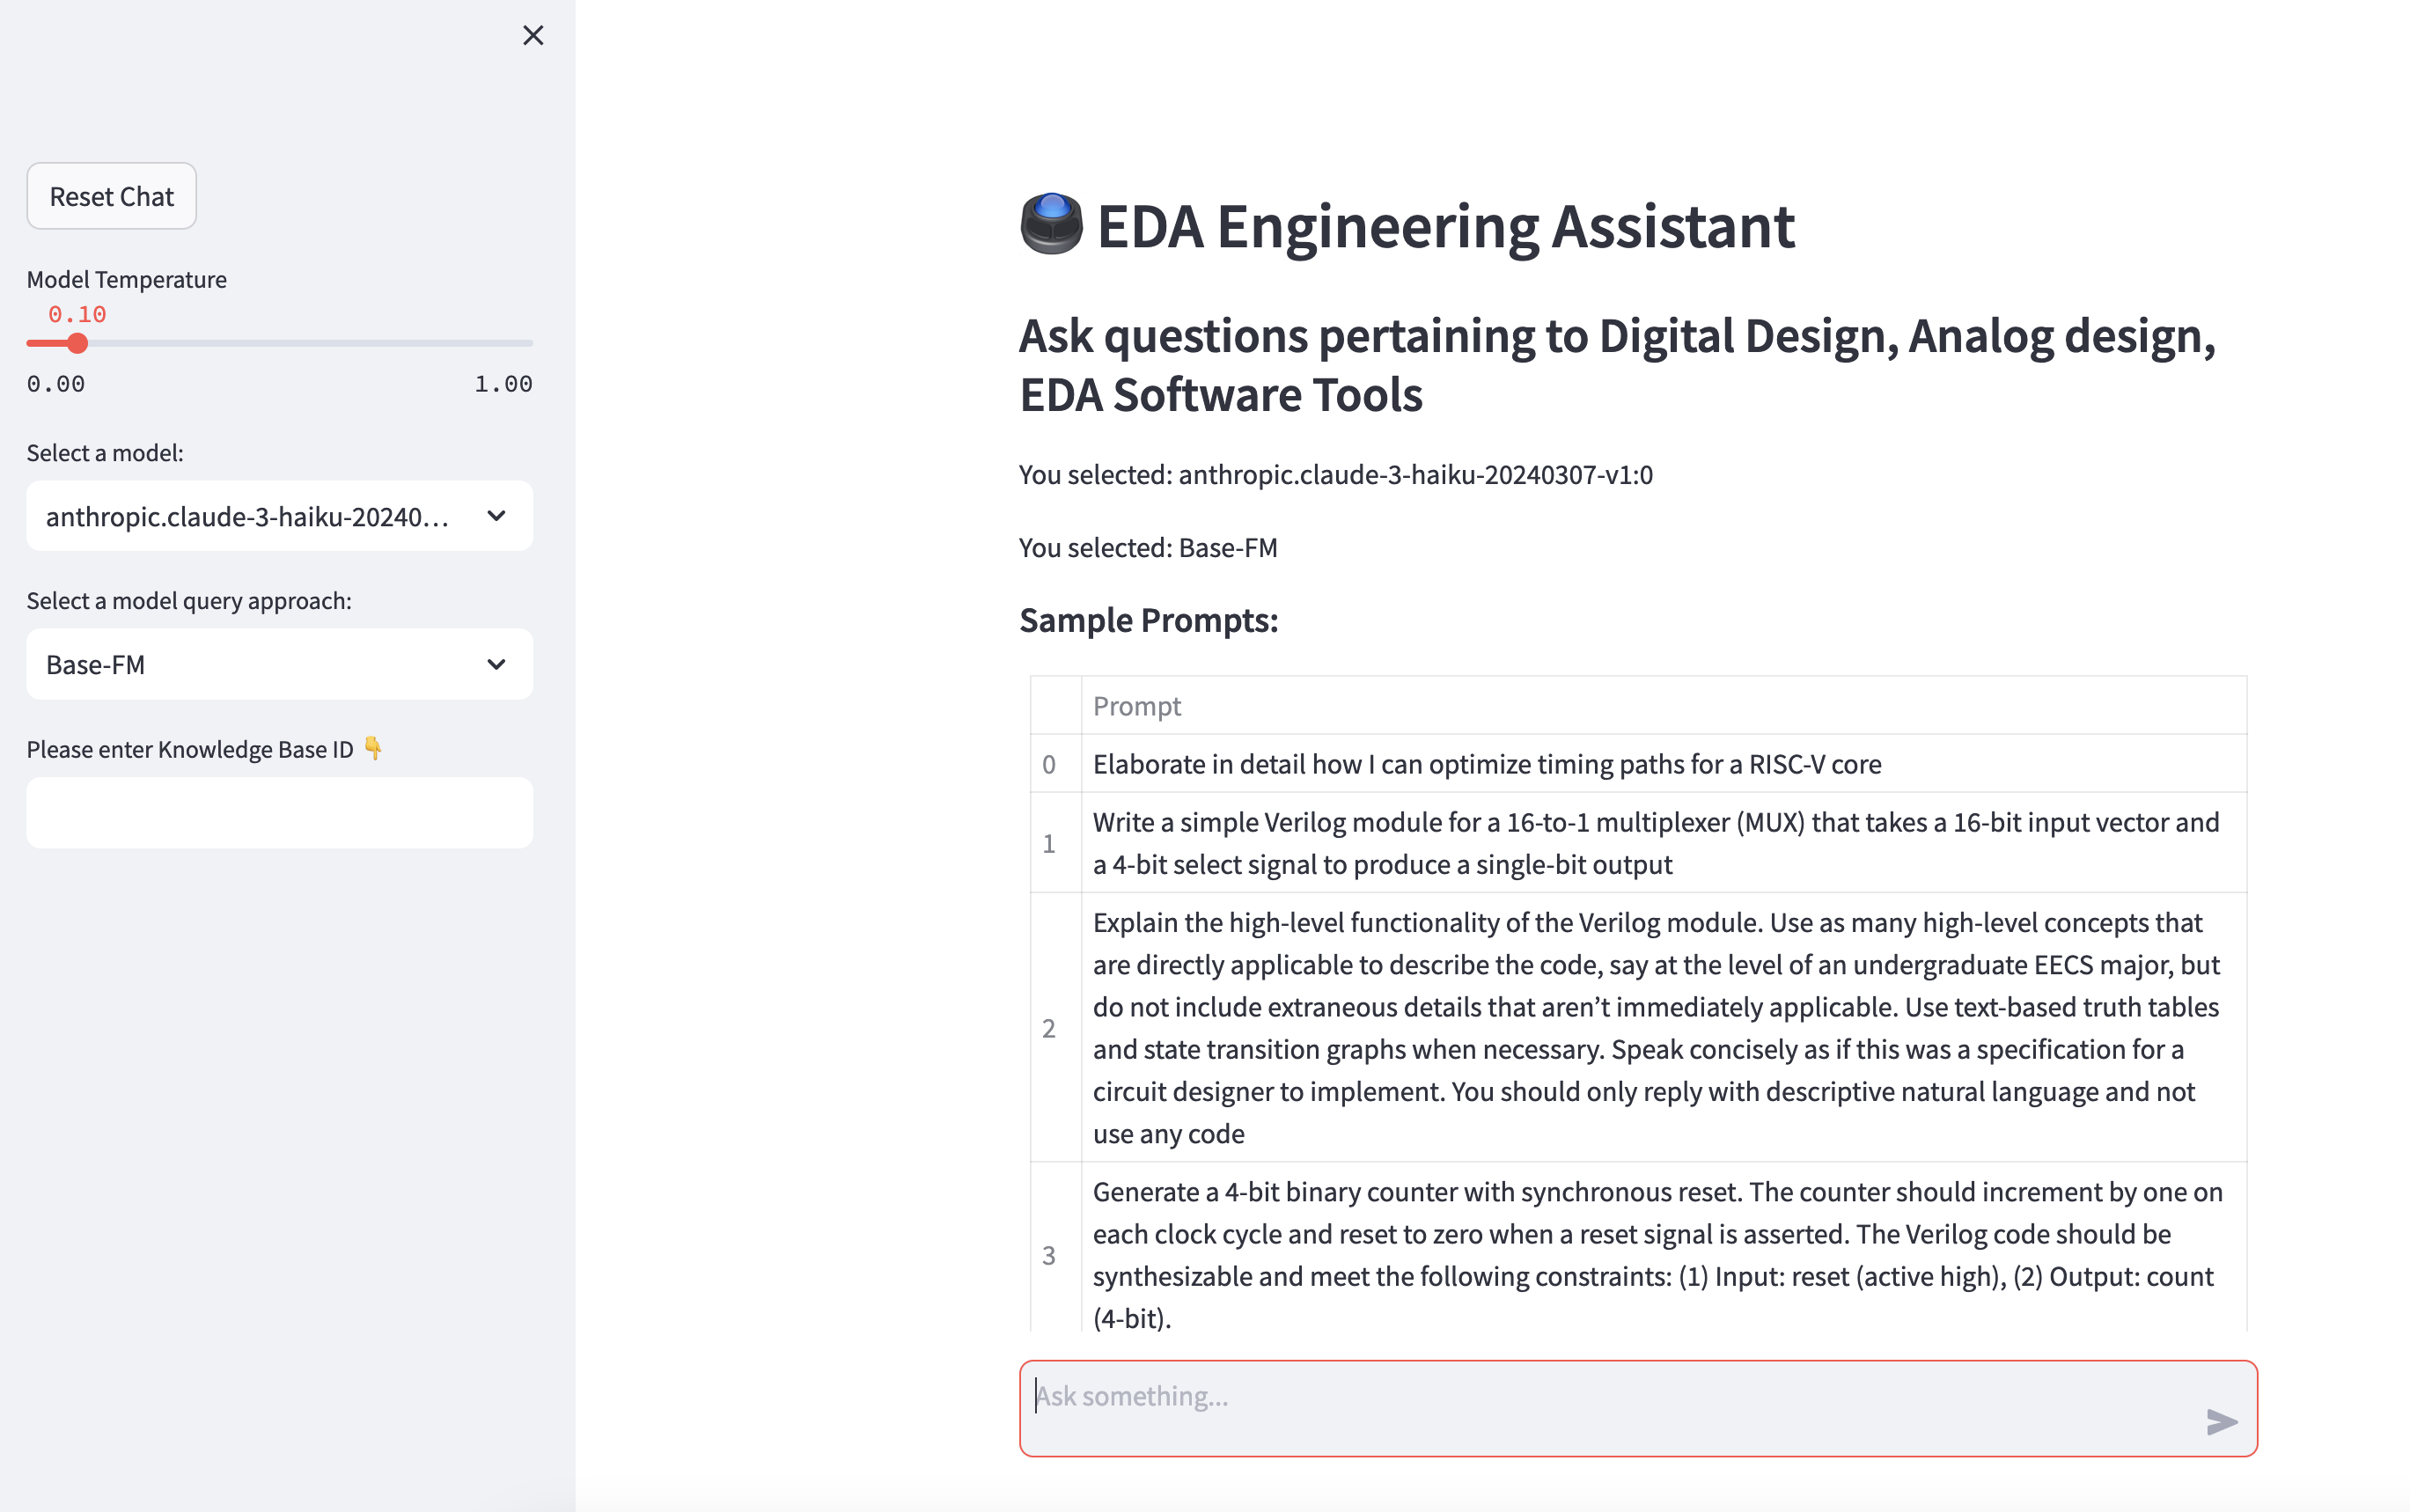 Reset Chat
Model Temperature
0.10
0.00 1.00
Select a model:
anthropic.claude-3-haiku-20240...
Select a model query approach:
Base-FM
Please enter Knowledge Base ID
EDA Engineering Assistant
Ask questions pertaining to Digital Design, Analog design,
EDA Software Tools
You selected: anthropic.claude-3-haiku-20240307-v1:0
You selected: Base-FM
Sample Prompts:
Prompt
0 Elaborate in detail how I can optimize timing paths for a RISC-V core
1 Write a simple Verilog module for a 16-to-1 multiplexer (MUX) that takes a 16-bit input vector and
a 4-bit select signal to produce a single-bit output
2 Explain the high-level functionality of the Verilog module. Use as many high-level concepts that
are directly applicable to describe the code, say at the level of an undergraduate EECS major, but
do not include extraneous details that aren’t immediately applicable. Use text-based truth tables
and state transition graphs when necessary. Speak concisely as if this was a specification for a
circuit designer to implement. You should only reply with descriptive natural language and not
use any code
3 Generate a 4-bit binary counter with synchronous reset. The counter should increment by one on
each clock cycle and reset to zero when a reset signal is asserted. The Verilog code should be
synthesizable and meet the following constraints: (1) Input: reset (active high), (2) Output: count
(4-bit).
Ask something...